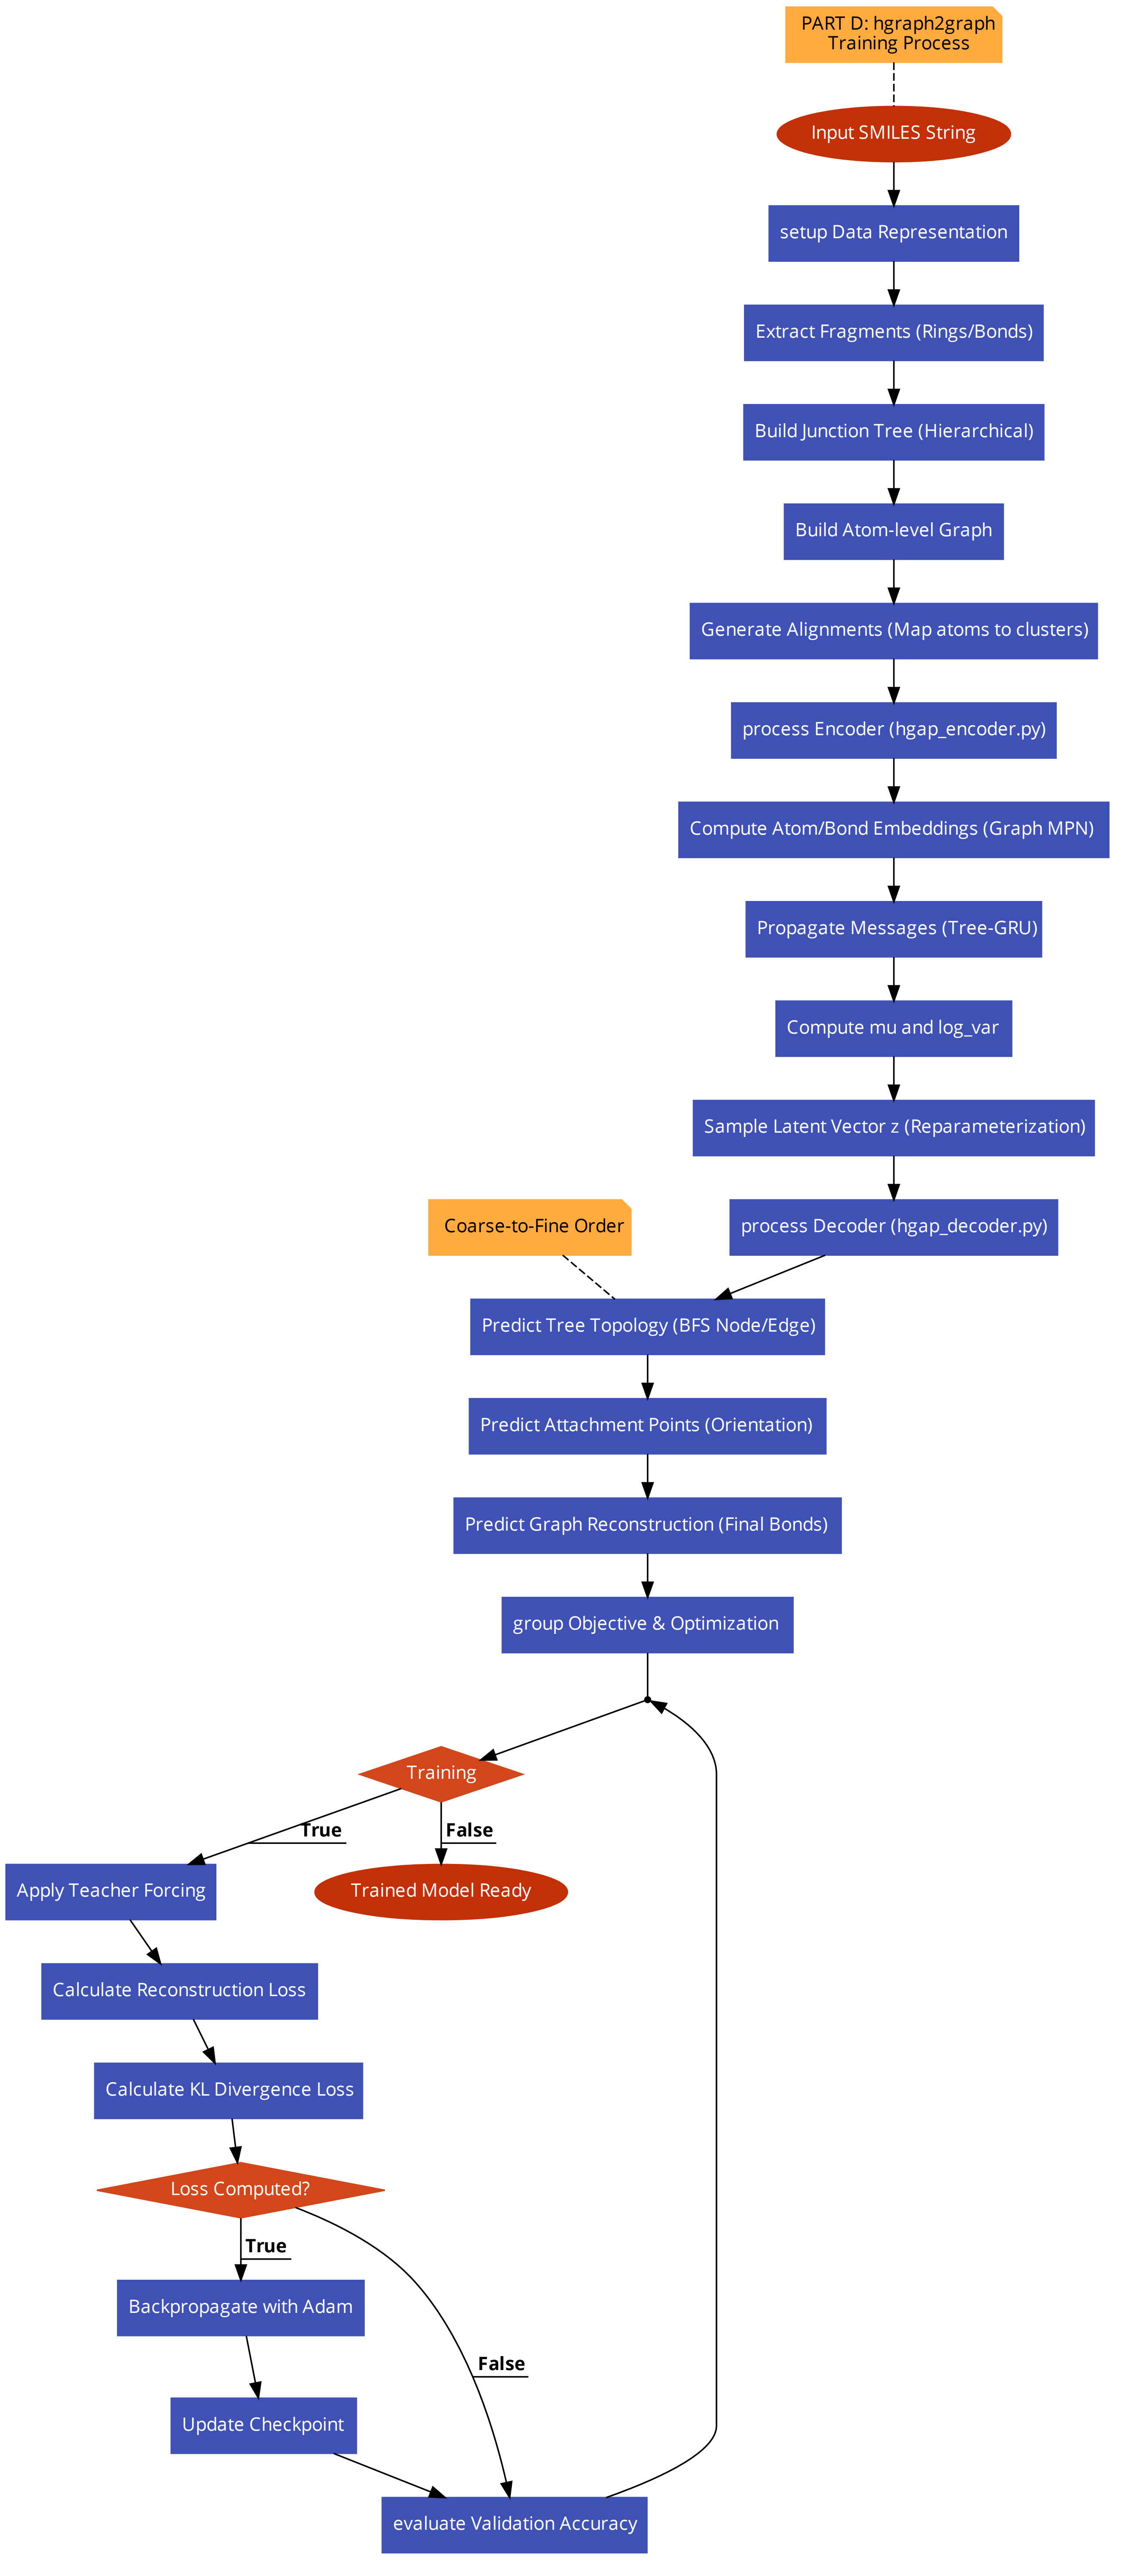 PART D: hgraph2graph
Training Process
Input SMILES String
setup Data Representation
Extract Fragments (Rings/Bonds)
Build Junction Tree (Hierarchical)
Build Atom-level Graph
Generate Alignments (Map atoms to clusters)
process Encoder (hgap_encoder.py)
Compute Atom/Bond Embeddings (Graph MPN)
Propagate Messages (Tree-GRU)
Compute mu and log_var
Sample Latent Vector z (Reparameterization)
process Decoder (hgap_decoder.py)
Coarse-to-Fine Order
Predict Tree Topology (BFS Node/Edge)
Predict Attachment Points (Orientation)
Predict Graph Reconstruction (Final Bonds)
group Objective & Optimization
Training
True
False
Apply Teacher Forcing
Trained Model Ready
Calculate Reconstruction Loss
Calculate KL Divergence Loss
Loss Computed?
True
Backpropagate with Adam
False
Update Checkpoint
evaluate Validation Accuracy